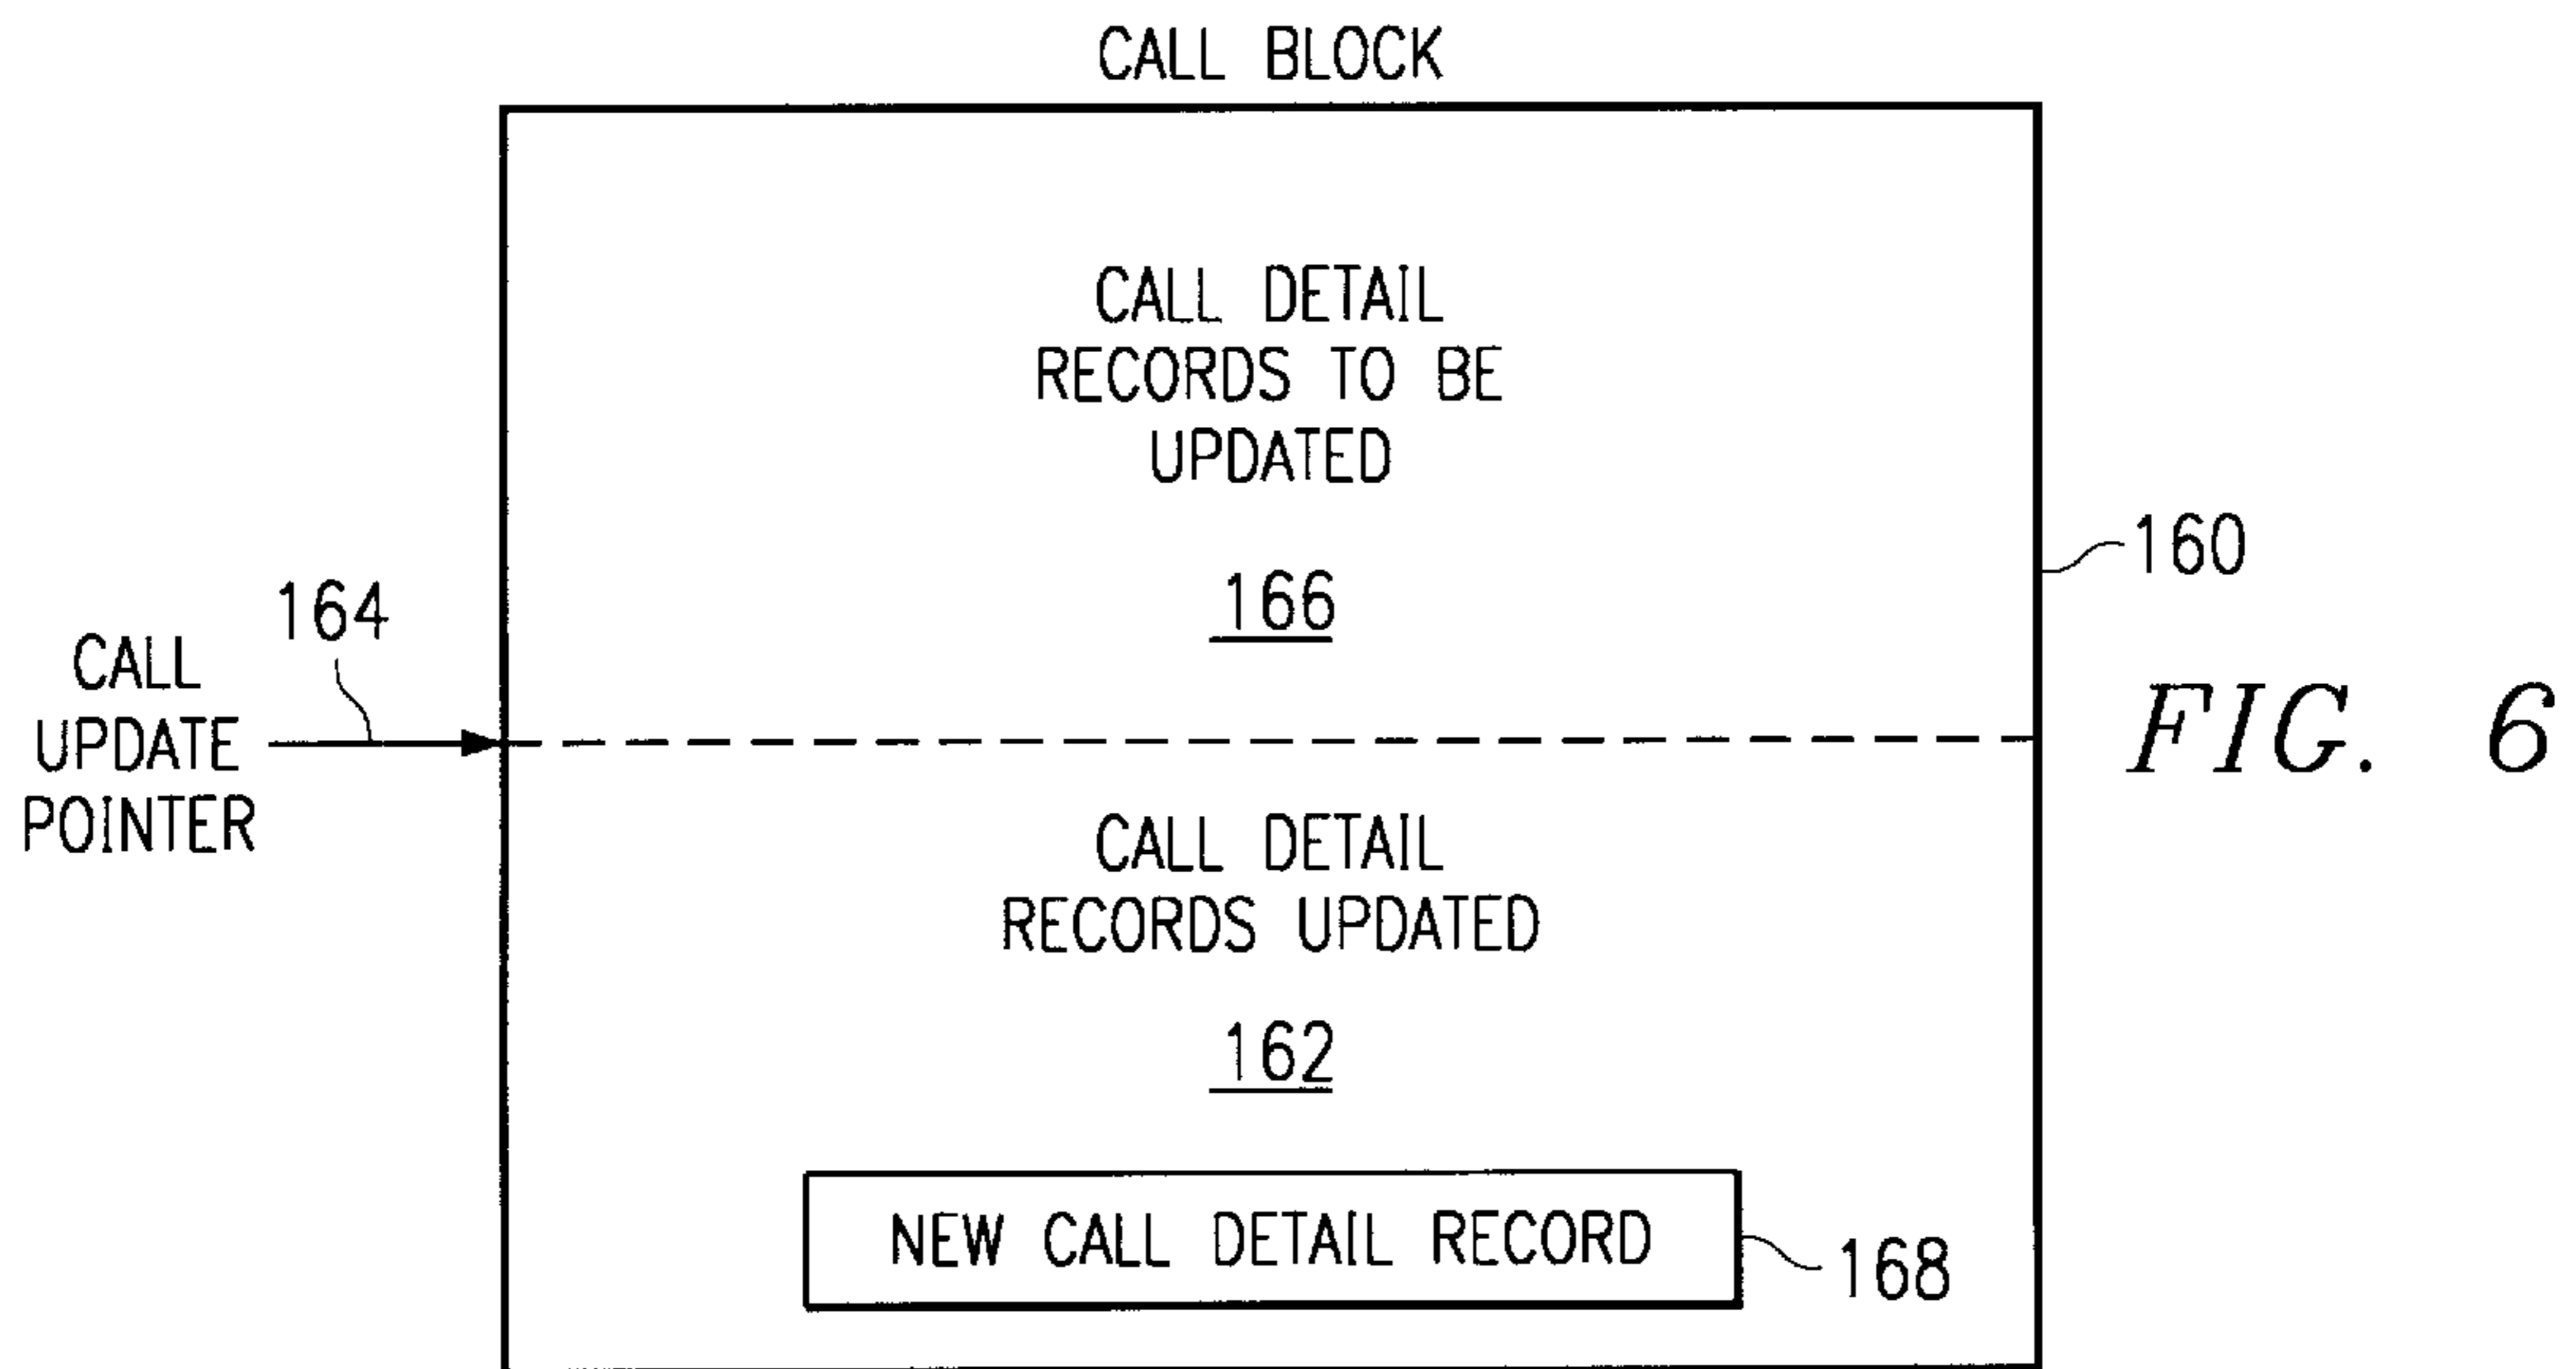 CALL BLOCK
CALL DETAIL
RECORDS TO BE
UPDATED
166
160
164
CALL
UPDATE
POINTER
FIG. 6
CALL DETAIL
RECORDS UPDATED
162
NEW CALL DETAIL RECORD
168